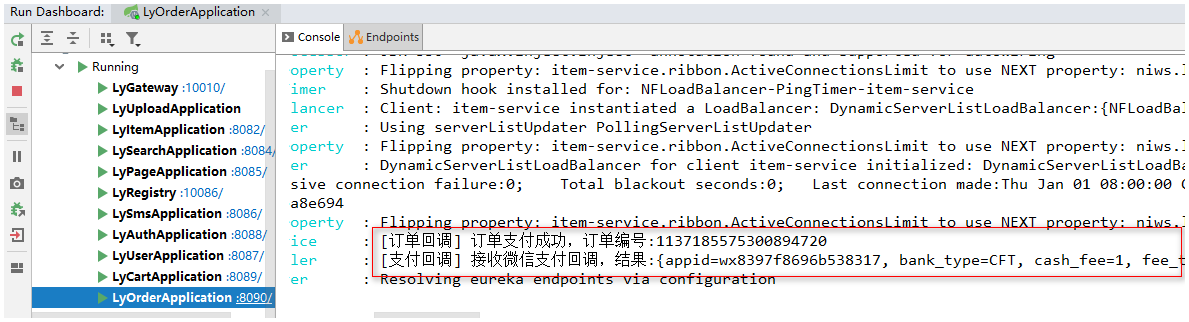 Run Dashboard: LyOrderApplication
Console Endpoints
Running
LyGateway :10010/
LyUploadApplication
LyItemApplication :8082/
LySearchApplication :8084/
LyPageApplication :8085/
LyRegistry :10086/
LySmsApplication :8086/
LyAuthApplication :8088/
LyUserApplication :8087/
LyCartApplication :8089/
LyOrderApplication :8090/
operty : Flipping property: item-service.ribbon.ActiveConnectionsLimit to use NEXT property: niws.l
imer : Shutdown hook installed for: NFLoadBalancer-PingTimer-item-service
lancer : Client: item-service instantiated a LoadBalancer: DynamicServerListLoadBalancer:{NFLoadBal
er : Using serverListUpdater PollingServerListUpdater
operty : Flipping property: item-service.ribbon.ActiveConnectionsLimit to use NEXT property: niws.l
er : DynamicServerListLoadBalancer for client item-service initialized: DynamicServerListLoadBa
sive connection failure:0; Total blackout seconds:0; Last connection made:Thu Jan 01 08:00:00 C
a8e694
operty : Flipping property: item-service.ribbon.ActiveConnectionsLimit to use NEXT property: niws.l
ice : [订单回调] 订单支付成功，订单编号:1137185575300894720
ler : [支付回调] 接收微信支付回调，结果:{appid=wx8397f8696b538317, bank_type=CFT, cash_fee=1, fee_t
er : Resolving eureka endpoints via configuration